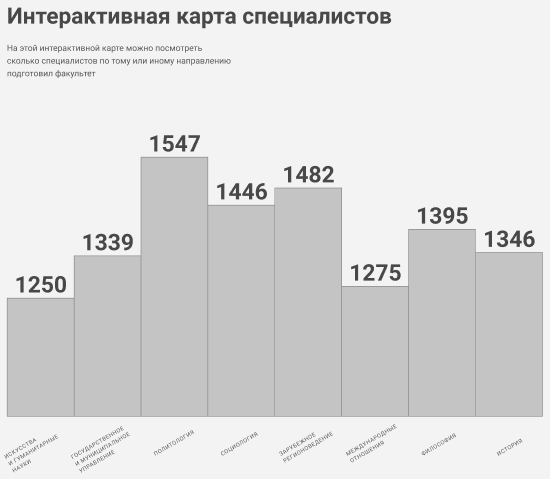 Интерактивная карта специалистов
На этой интерактивной карте можно посмотреть
сколько специалистов по тому или иному направлению
подготовил факультет
1250
1339
1547
1446
1482
1275
1395
1346
ИСКУССТВА
И ГУМАНИТАРНЫЕ
НАУКИ
ГОСУДАРСТВЕННОЕ
И МУНИЦИПАЛЬНОЕ
УПРАВЛЕНИЕ
ПОЛИТОЛОГИЯ
СОЦИОЛОГИЯ
ЗАРУБЕЖНОЕ
РЕГИОНОВЕДЕНИЕ
МЕЖДУНАРОДНЫЕ
ОТНОШЕНИЯ
ФИЛОСОФИЯ
ИСТОРИЯ